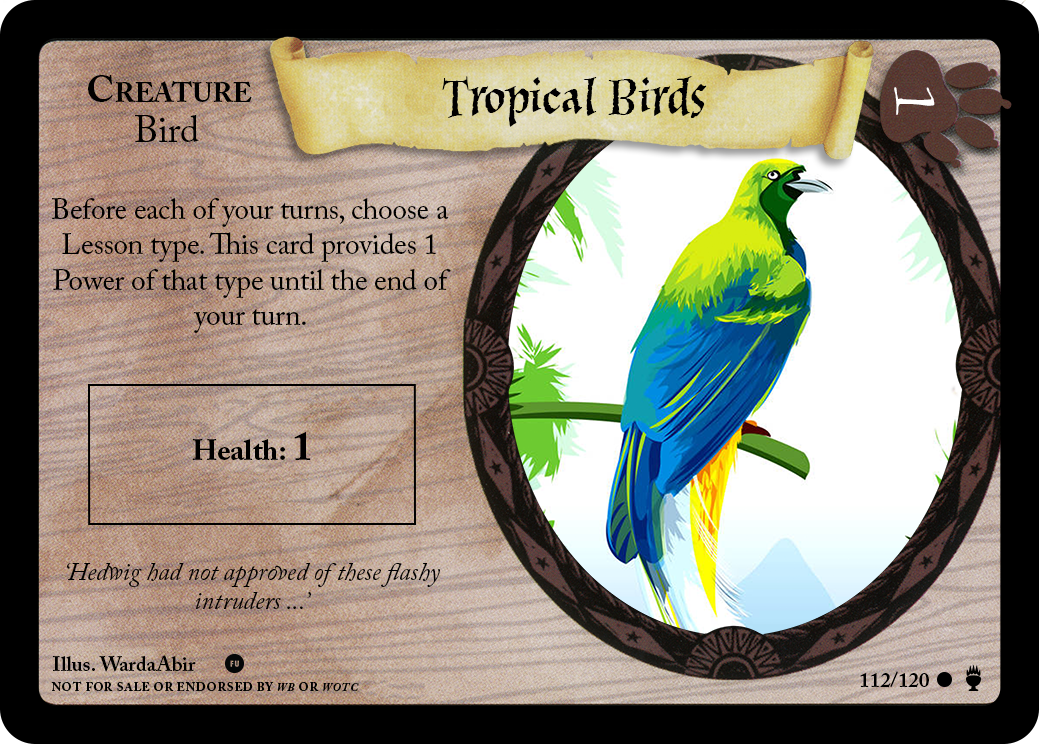 Tropical Birds
1
CREATURE
Bird
Before each of your turns, choose a
Lesson type. This card provides 1
Power of that type until the end of
your turn.
Health: 1
‘Hedwig had not approved of these flashy
intruders ...’
Illus. WardaAbir FU
NOT FOR SALE OR ENDORSED BY WB OR WOTC
112/120